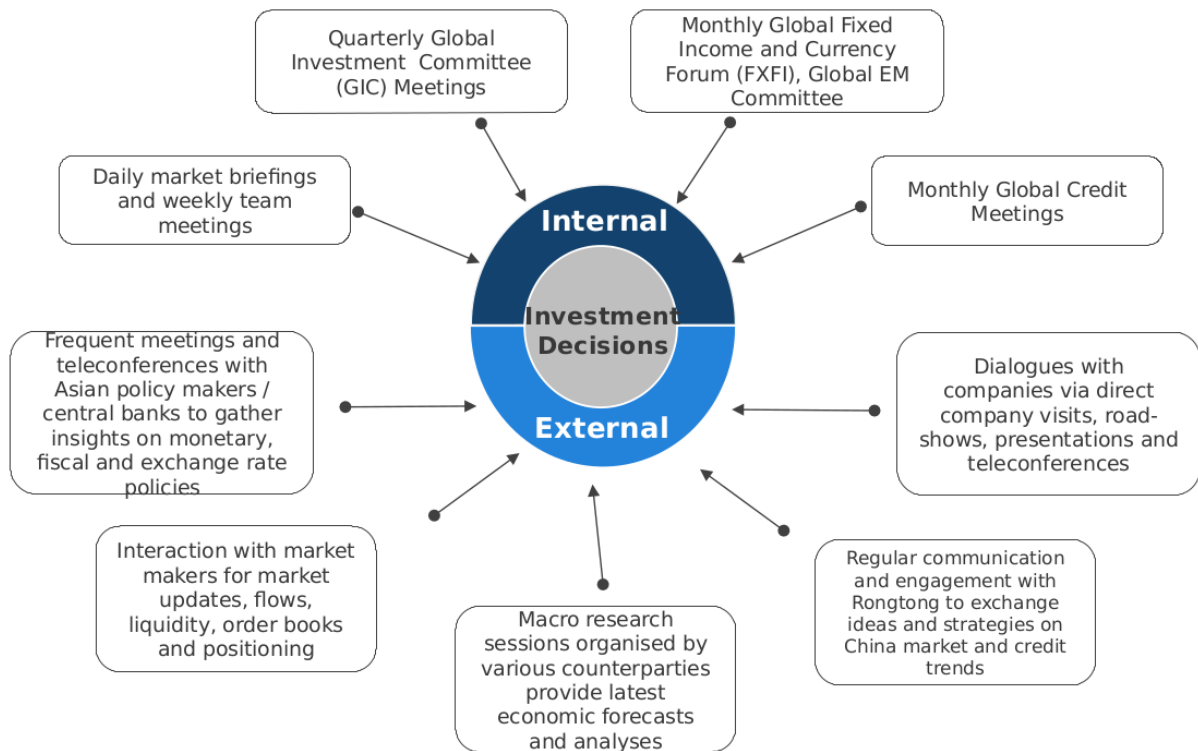 Quarterly Global
Investment Committee
(GIC) Meetings
Monthly Global Fixed
Income and Currency
Forum (FXFI), Global EM
Committee
Daily market briefings
and weekly team
meetings
Monthly Global Credit
Meetings
Internal
Investment
Decisions
External
Frequent meetings and
teleconferences with
Asian policy makers /
central banks to gather
insights on monetary,
fiscal and exchange rate
policies
Dialogues with
companies via direct
company visits, road-
shows, presentations and
teleconferences
Interaction with market
makers for market
updates, flows,
liquidity, order books
and positioning
Macro research
sessions organised by
various counterparties
provide latest
economic forecasts
and analyses
Regular communication
and engagement with
Rongtong to exchange
ideas and strategies on
China market and credit
trends